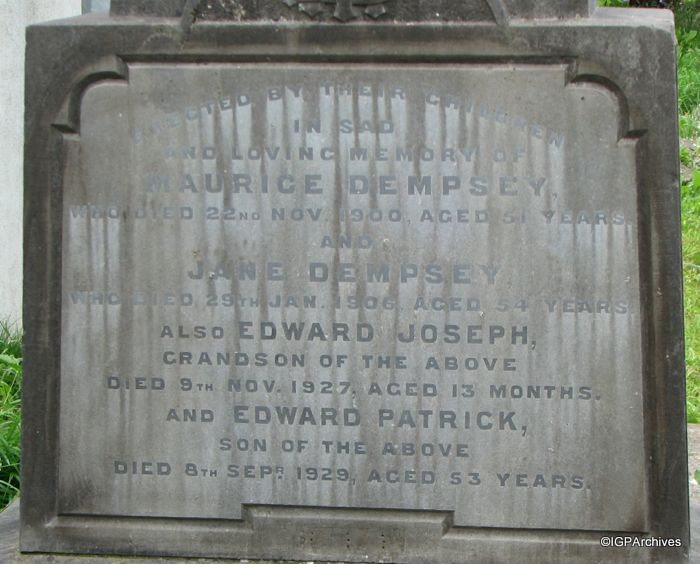 ERECTED BY THEIR CHILDREN
IN SAD
AND LOVING MEMORY OF
MAURICE DEMPSEY,
WHO DIED 22ND NOV. 1900, AGED 51 YEARS.
AND
JANE DEMPSEY
WHO DIED 29TH JAN. 1906, AGED 54 YEARS.
ALSO EDWARD JOSEPH,
GRANDSON OF THE ABOVE
DIED 9TH NOV. 1927, AGED 13 MONTHS.
AND EDWARD PATRICK,
SON OF THE ABOVE
DIED 8TH SEPR. 1929, AGED 53 YEARS.
©IGPArchives